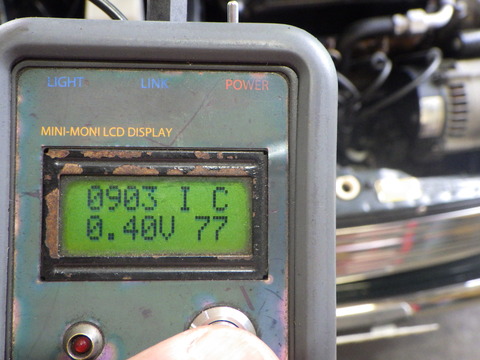 LIGHT LINK POWER
MINI-MONI LCD DISPLAY
0903 I C
0.40V 77